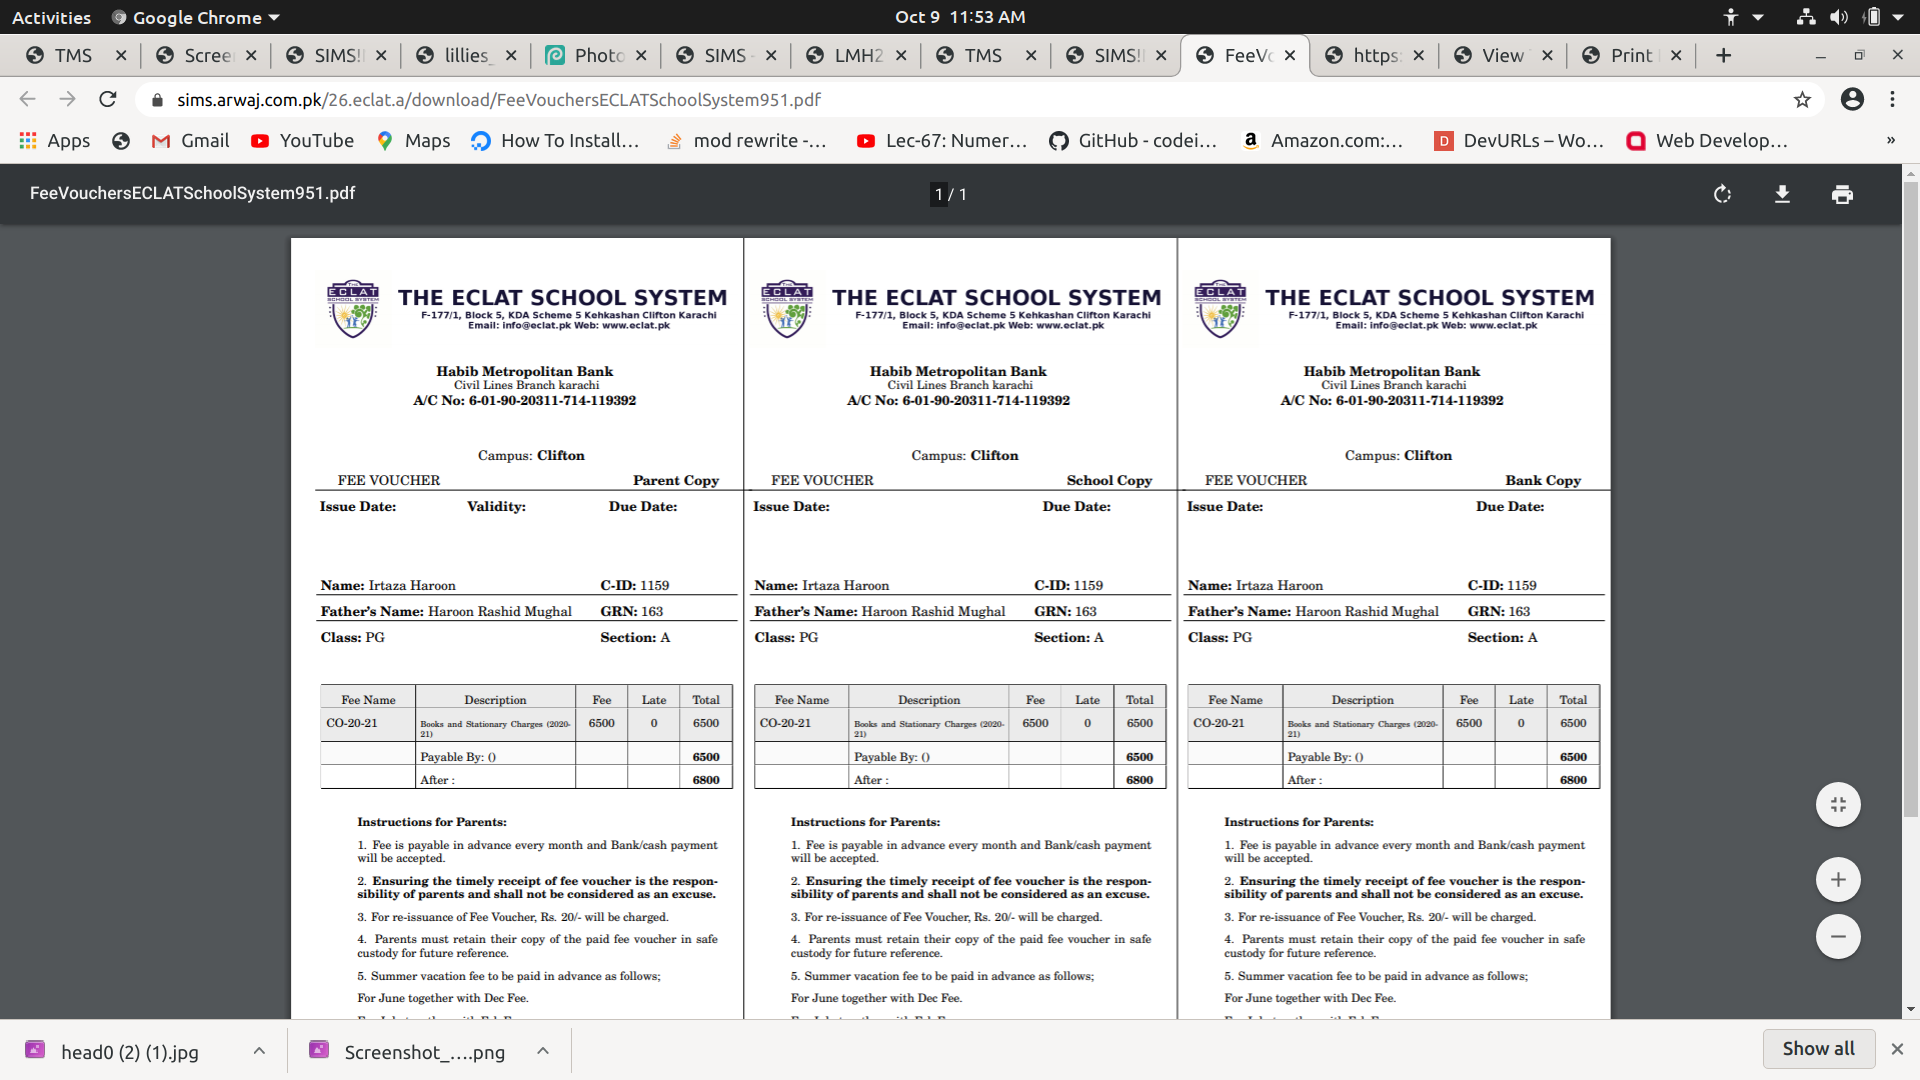 Activities
Google Chrome
Oct 9 11:53 AM
TMS
Scree
SIMS!
lillies_
Photo
SIMS -
LMH2
TMS
SIMS!
FeeVo
https:
View
Print
sims.arwaj.com.pk/26.eclat.a/download/FeeVouchersECLATSchoolSystem951.pdf
Apps
Gmail
YouTube
Maps
How To Install...
mod rewrite -...
Lec-67: Numer...
GitHub - codei...
Amazon.com:...
DevURLs – Wo...
Web Develop...
»
FeeVouchersECLATSchoolSystem951.pdf
1 / 1
ECLAT
SCHOOL SYSTEM
THE ECLAT SCHOOL SYSTEM
F-177/1, Block 5, KDA Scheme 5 Kehkashan Clifton Karachi
Email: info@eclat.pk Web: www.eclat.pk
Habib Metropolitan Bank
Civil Lines Branch karachi
A/C No: 6-01-90-20311-714-119392
Campus: Clifton
FEE VOUCHER Parent Copy
Issue Date: Validity: Due Date:
Name: Irtaza Haroon C-ID: 1159
Father's Name: Haroon Rashid Mughal GRN: 163
Class: PG Section: A
Fee Name Description Fee Late Total
CO-20-21 Books and Stationary Charges (2020-21) 6500 0 6500
Payable By: () 6500
After : 6800
Instructions for Parents:
1. Fee is payable in advance every month and Bank/cash payment
will be accepted.
2. Ensuring the timely receipt of fee voucher is the respon-
sibility of parents and shall not be considered as an excuse.
3. For re-issuance of Fee Voucher, Rs. 20/- will be charged.
4. Parents must retain their copy of the paid fee voucher in safe
custody for future reference.
5. Summer vacation fee to be paid in advance as follows;
For June together with Dec Fee.
ECLAT
SCHOOL SYSTEM
THE ECLAT SCHOOL SYSTEM
F-177/1, Block 5, KDA Scheme 5 Kehkashan Clifton Karachi
Email: info@eclat.pk Web: www.eclat.pk
Habib Metropolitan Bank
Civil Lines Branch karachi
A/C No: 6-01-90-20311-714-119392
Campus: Clifton
FEE VOUCHER School Copy
Issue Date: Due Date:
Name: Irtaza Haroon C-ID: 1159
Father's Name: Haroon Rashid Mughal GRN: 163
Class: PG Section: A
Fee Name Description Fee Late Total
CO-20-21 Books and Stationary Charges (2020-21) 6500 0 6500
Payable By: () 6500
After : 6800
Instructions for Parents:
1. Fee is payable in advance every month and Bank/cash payment
will be accepted.
2. Ensuring the timely receipt of fee voucher is the respon-
sibility of parents and shall not be considered as an excuse.
3. For re-issuance of Fee Voucher, Rs. 20/- will be charged.
4. Parents must retain their copy of the paid fee voucher in safe
custody for future reference.
5. Summer vacation fee to be paid in advance as follows;
For June together with Dec Fee.
ECLAT
SCHOOL SYSTEM
THE ECLAT SCHOOL SYSTEM
F-177/1, Block 5, KDA Scheme 5 Kehkashan Clifton Karachi
Email: info@eclat.pk Web: www.eclat.pk
Habib Metropolitan Bank
Civil Lines Branch karachi
A/C No: 6-01-90-20311-714-119392
Campus: Clifton
FEE VOUCHER Bank Copy
Issue Date: Due Date:
Name: Irtaza Haroon C-ID: 1159
Father's Name: Haroon Rashid Mughal GRN: 163
Class: PG Section: A
Fee Name Description Fee Late Total
CO-20-21 Books and Stationary Charges (2020-21) 6500 0 6500
Payable By: () 6500
After : 6800
Instructions for Parents:
1. Fee is payable in advance every month and Bank/cash payment
will be accepted.
2. Ensuring the timely receipt of fee voucher is the respon-
sibility of parents and shall not be considered as an excuse.
3. For re-issuance of Fee Voucher, Rs. 20/- will be charged.
4. Parents must retain their copy of the paid fee voucher in safe
custody for future reference.
5. Summer vacation fee to be paid in advance as follows;
For June together with Dec Fee.
head0 (2) (1).jpg
Screenshot_....png
Show all